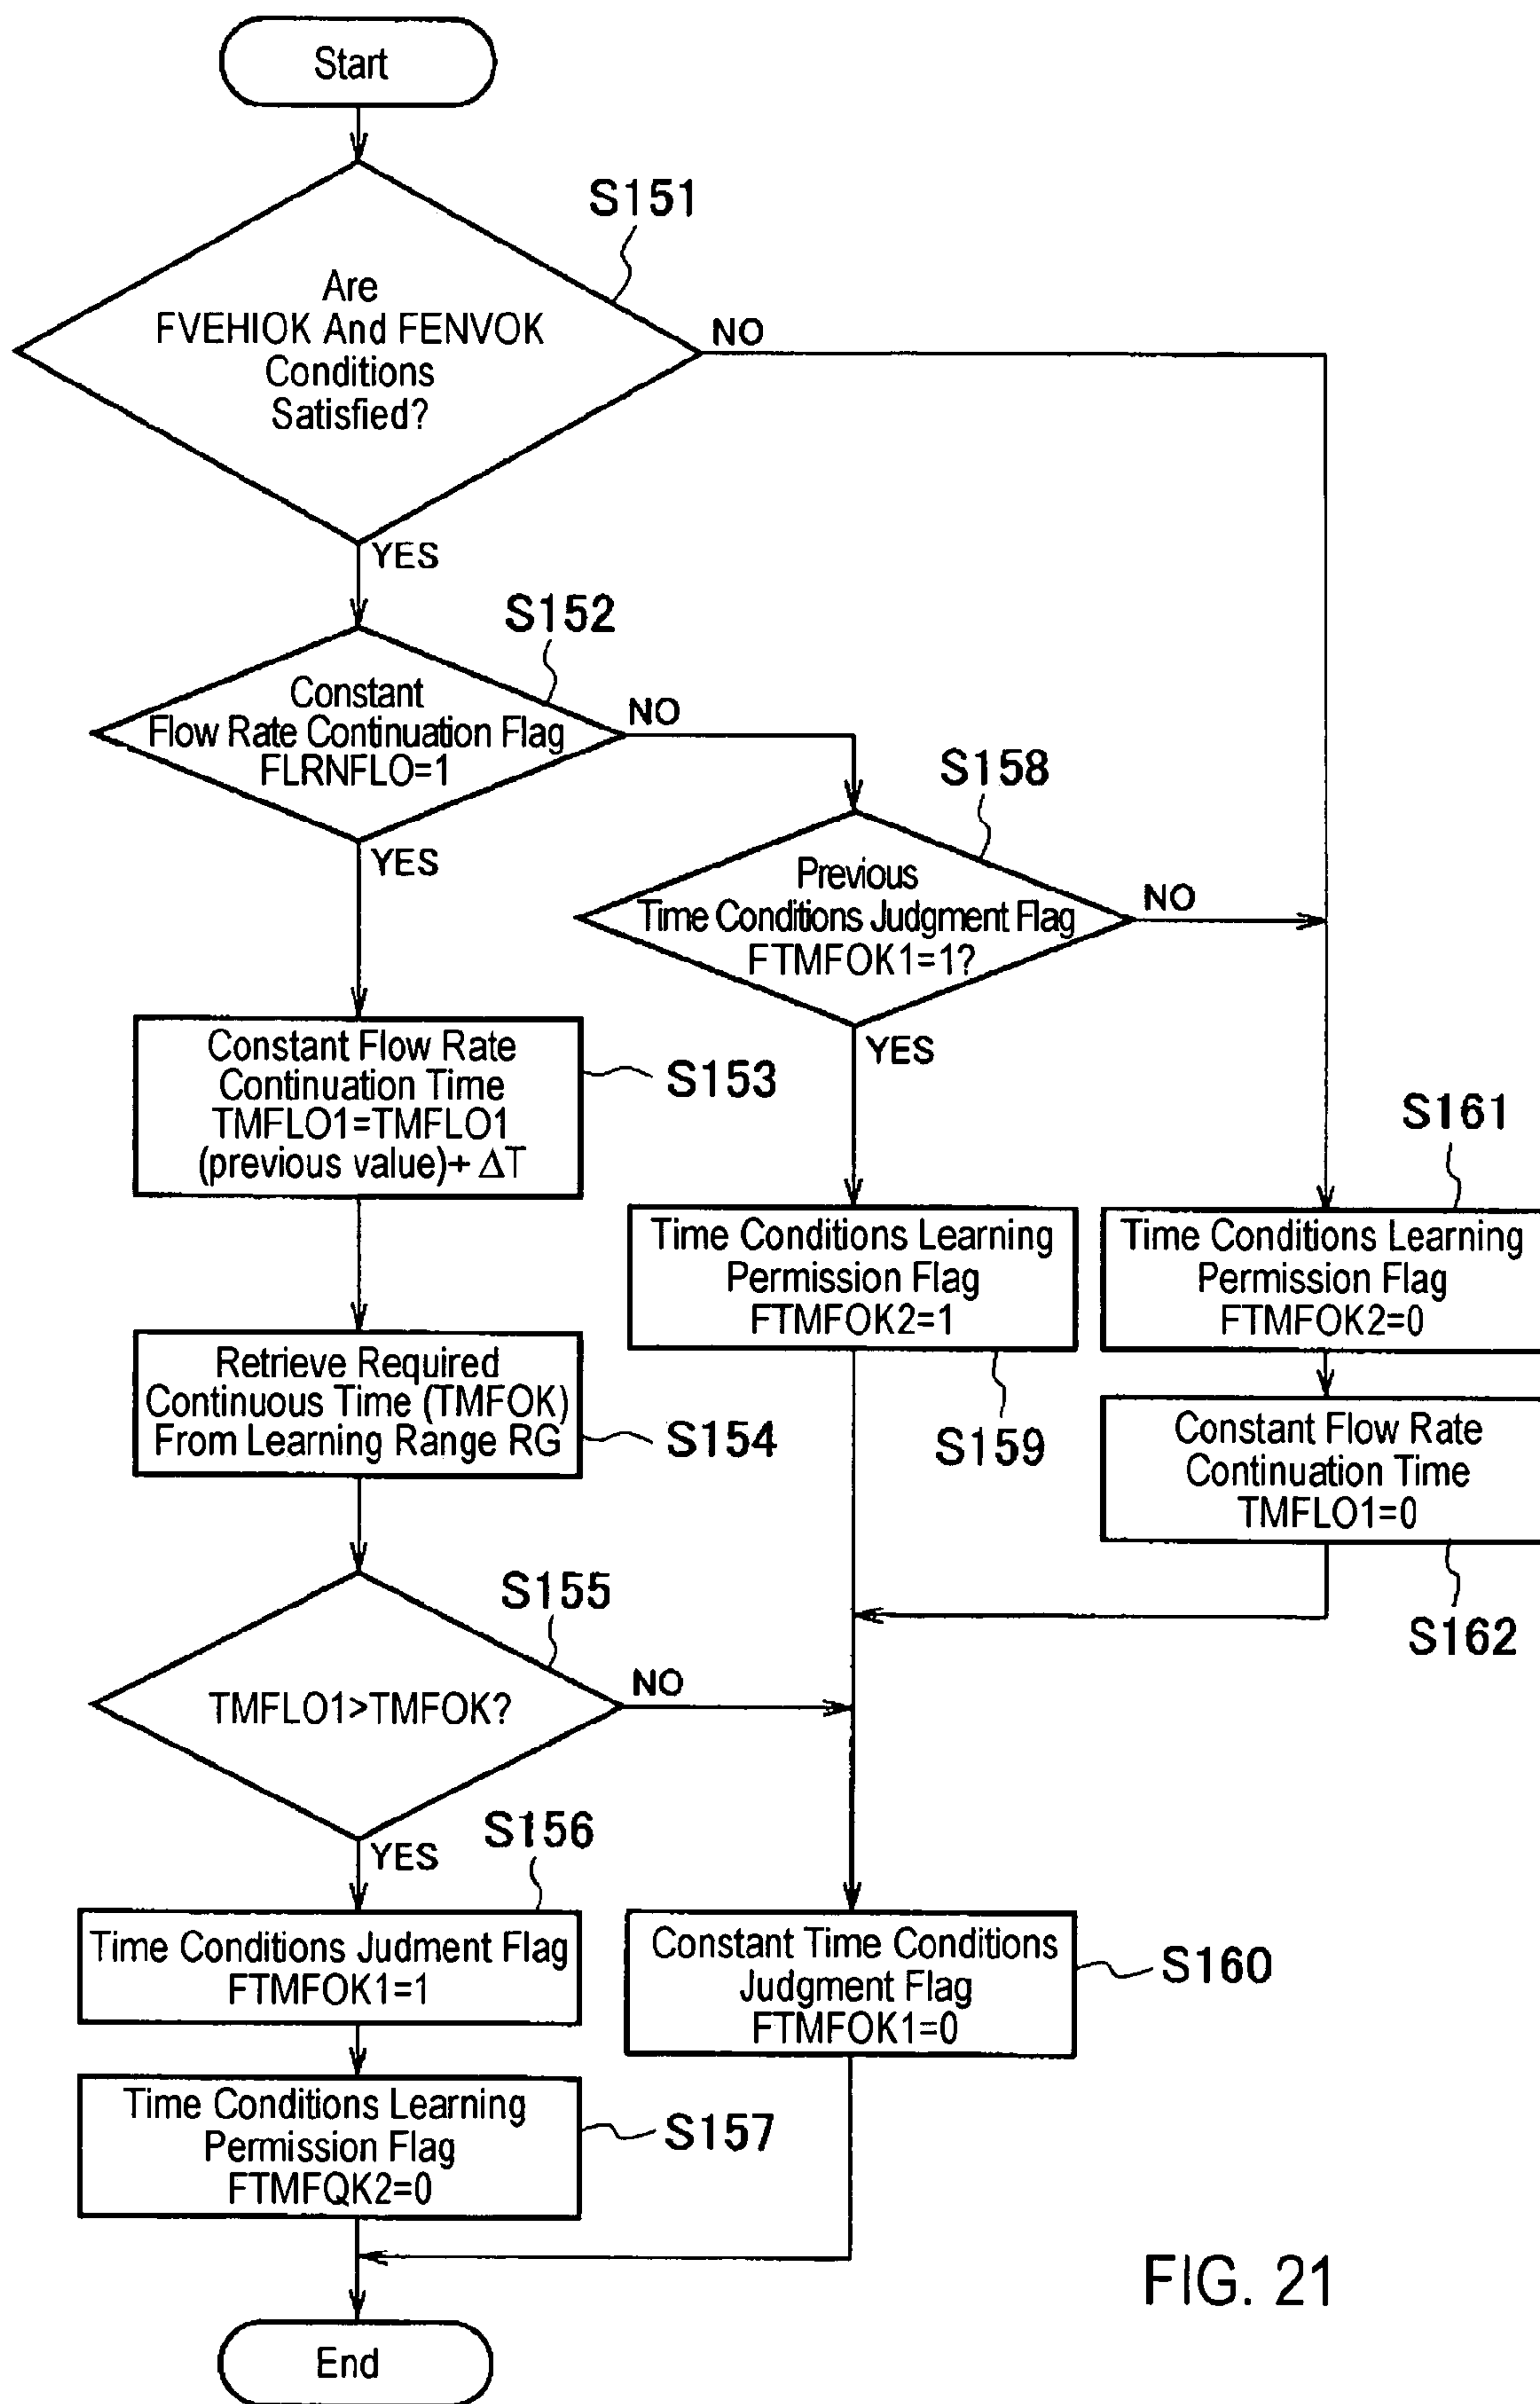 Start
S151
Are
FVEHIOK And FENVOK
Conditions
Satisfied?
NO
YES
S152
Constant
Flow Rate Continuation Flag
FLRNFLO=1
NO
YES
S158
Previous
Time Conditions Judgment Flag
FTMFOK1=1?
NO
YES
Constant Flow Rate
Continuation Time
TMFLO1=TMFLO1
(previous value)+ ΔT
S153
S161
Time Conditions Learning
Permission Flag
FTMFOK2=1
S159
Time Conditions Learning
Permission Flag
FTMFOK2=0
Retrieve Required
Continuous Time (TMFOK)
From Learning Range RG
S154
Constant Flow Rate
Continuation Time
TMFLO1=0
S162
S155
TMFLO1>TMFOK?
NO
YES
S156
Time Conditions Judment Flag
FTMFOK1=1
Constant Time Conditions
Judgment Flag
FTMFOK1=0
S160
Time Conditions Learning
Permission Flag
FTMFQK2=0
S157
End
FIG. 21